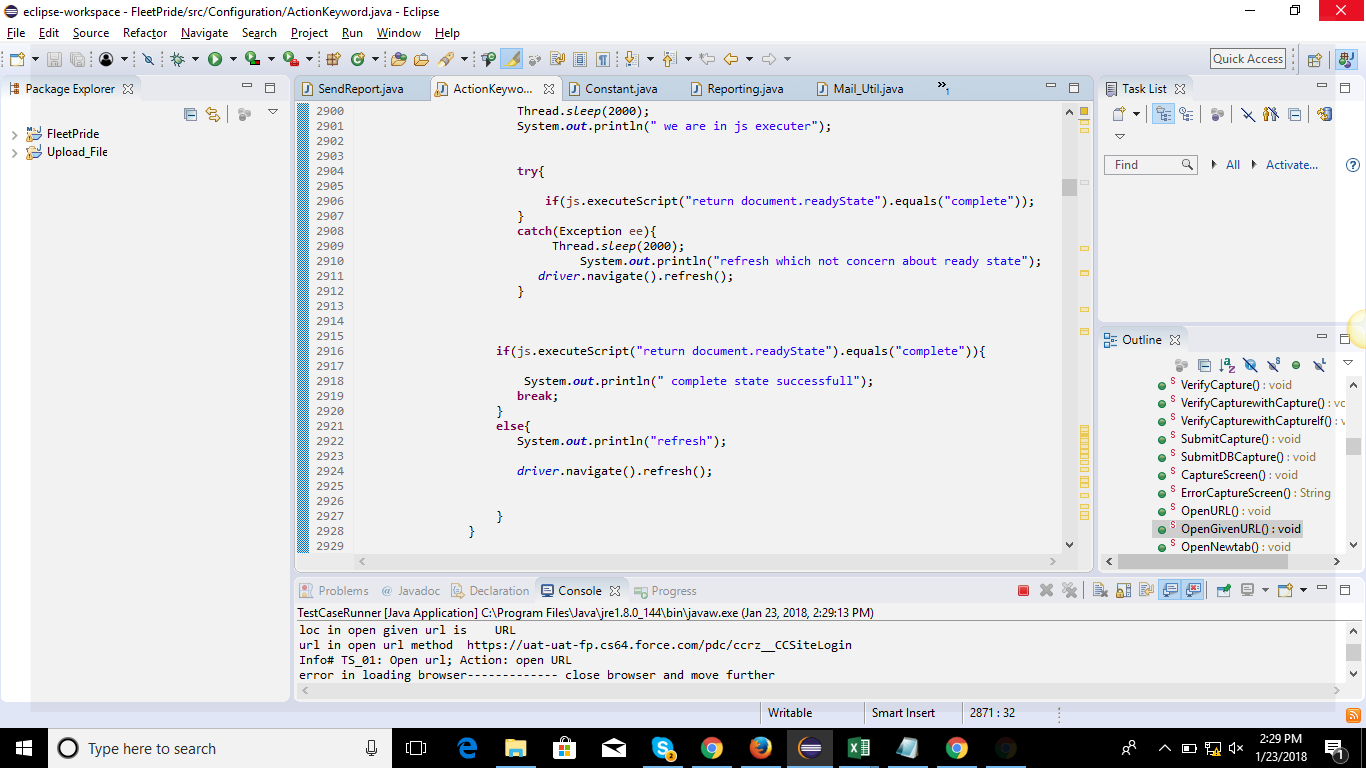 eclipse-workspace - FleetPride/src/Configuration/ActionKeyword.java - Eclipse
File Edit Source Refactor Navigate Search Project Run Window Help
Quick Access
Package Explorer
FleetPride
Upload_File
SendReport.java ActionKeywo... Constant.java Reporting.java Mail_Util.java »1
2900 Thread.sleep(2000);
2901 System.out.println(" we are in js executer");
2902
2903
2904 try{
2905
2906 if(js.executeScript("return document.readyState").equals("complete"));
2907 }
2908 catch(Exception ee){
2909 Thread.sleep(2000);
2910 System.out.println("refresh which not concern about ready state");
2911 driver.navigate().refresh();
2912 }
2913
2914
2915
2916 if(js.executeScript("return document.readyState").equals("complete")){
2917
2918 System.out.println(" complete state successfull");
2919 break;
2920 }
2921 else{
2922 System.out.println("refresh");
2923
2924 driver.navigate().refresh();
2925
2926
2927 }
2928 }
2929
Task List
Find All Activate...
Outline
VerifyCapture() : void
VerifyCapturewithCapture() : vo
VerifyCapturewithCaptureIf() : v
SubmitCapture() : void
SubmitDBCapture() : void
CaptureScreen() : void
ErrorCaptureScreen() : String
OpenURL() : void
OpenGivenURL() : void
OpenNewtab() : void
Problems Javadoc Declaration Console Progress
TestCaseRunner [Java Application] C:\Program Files\Java\jre1.8.0_144\bin\javaw.exe (Jan 23, 2018, 2:29:13 PM)
loc in open given url is URL
url in open url method https://uat-uat-fp.cs64.force.com/pdc/ccrz__CCSiteLogin
Info# TS_01: Open url; Action: open URL
error in loading browser------------- close browser and move further
Writable Smart Insert 2871 : 32
Type here to search
2:29 PM
1/23/2018